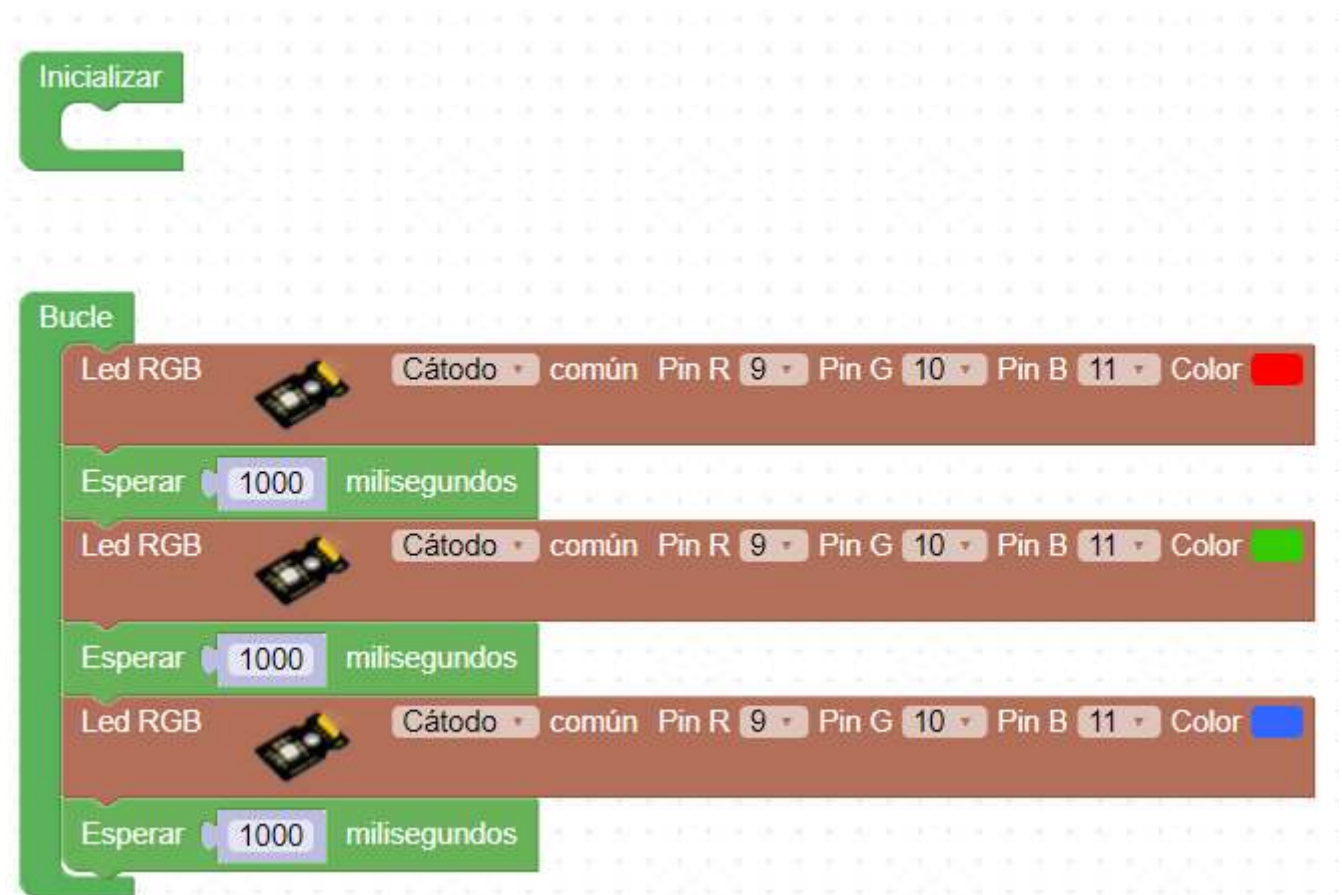 Inicializar
Bucle
Led RGB Cátodo común Pin R 9 Pin G 10 Pin B 11 Color
Esperar 1000 milisegundos
Led RGB Cátodo común Pin R 9 Pin G 10 Pin B 11 Color
Esperar 1000 milisegundos
Led RGB Cátodo común Pin R 9 Pin G 10 Pin B 11 Color
Esperar 1000 milisegundos